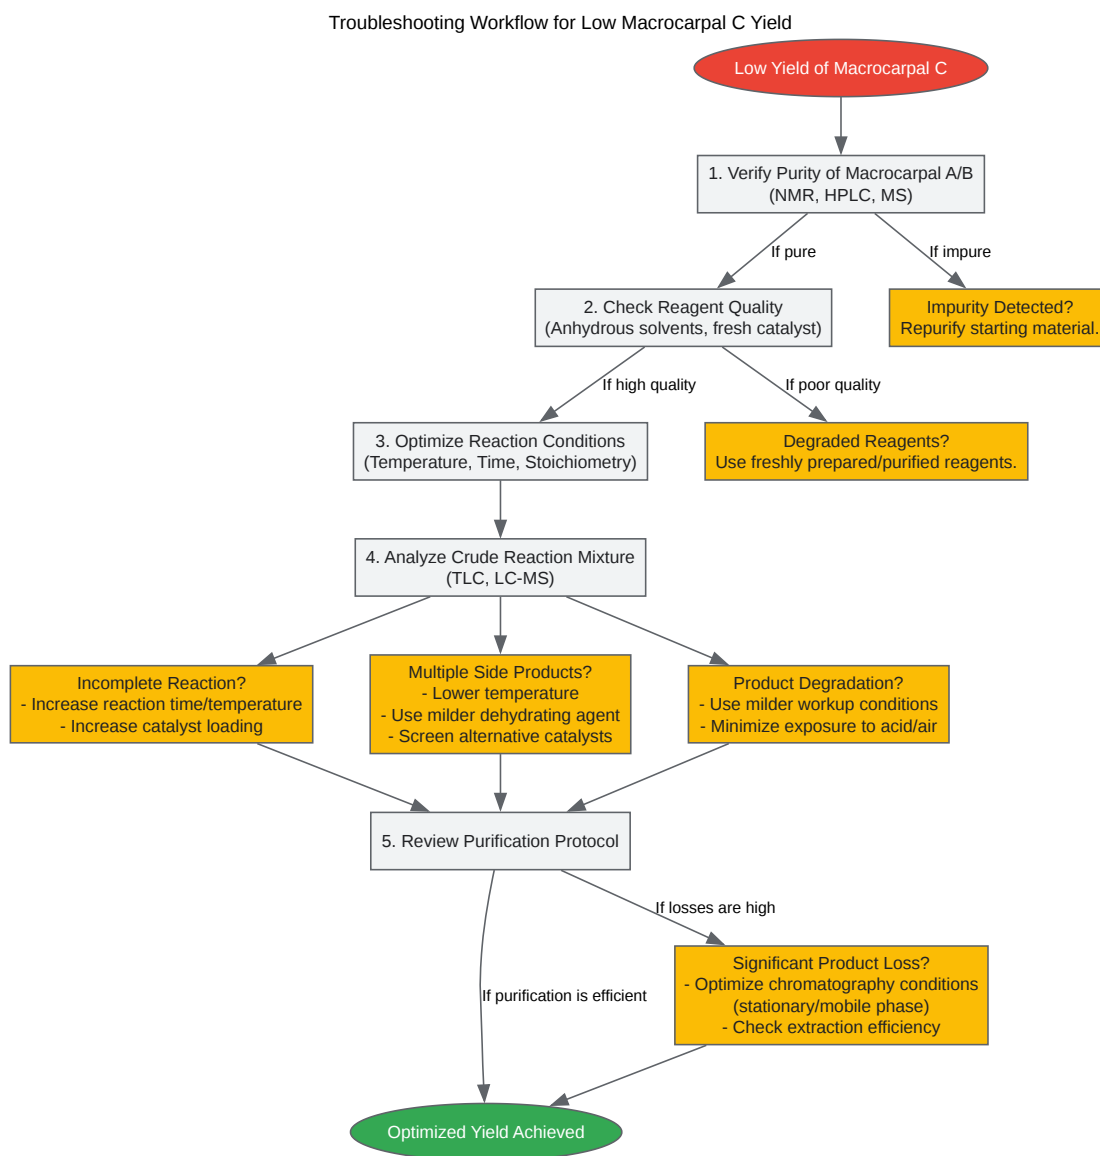 Troubleshooting Workflow for Low Macrocarpal C Yield
Low Yield of Macrocarpal C
1. Verify Purity of Macrocarpal A/B
(NMR, HPLC, MS)
If pure
If impure
2. Check Reagent Quality
(Anhydrous solvents, fresh catalyst)
Impurity Detected?
Repurify starting material.
If high quality
If poor quality
3. Optimize Reaction Conditions
(Temperature, Time, Stoichiometry)
Degraded Reagents?
Use freshly prepared/purified reagents.
4. Analyze Crude Reaction Mixture
(TLC, LC-MS)
Incomplete Reaction?
- Increase reaction time/temperature
- Increase catalyst loading
Multiple Side Products?
- Lower temperature
- Use milder dehydrating agent
- Screen alternative catalysts
Product Degradation?
- Use milder workup conditions
- Minimize exposure to acid/air
5. Review Purification Protocol
If losses are high
If purification is efficient
Significant Product Loss?
- Optimize chromatography conditions
(stationary/mobile phase)
- Check extraction efficiency
Optimized Yield Achieved